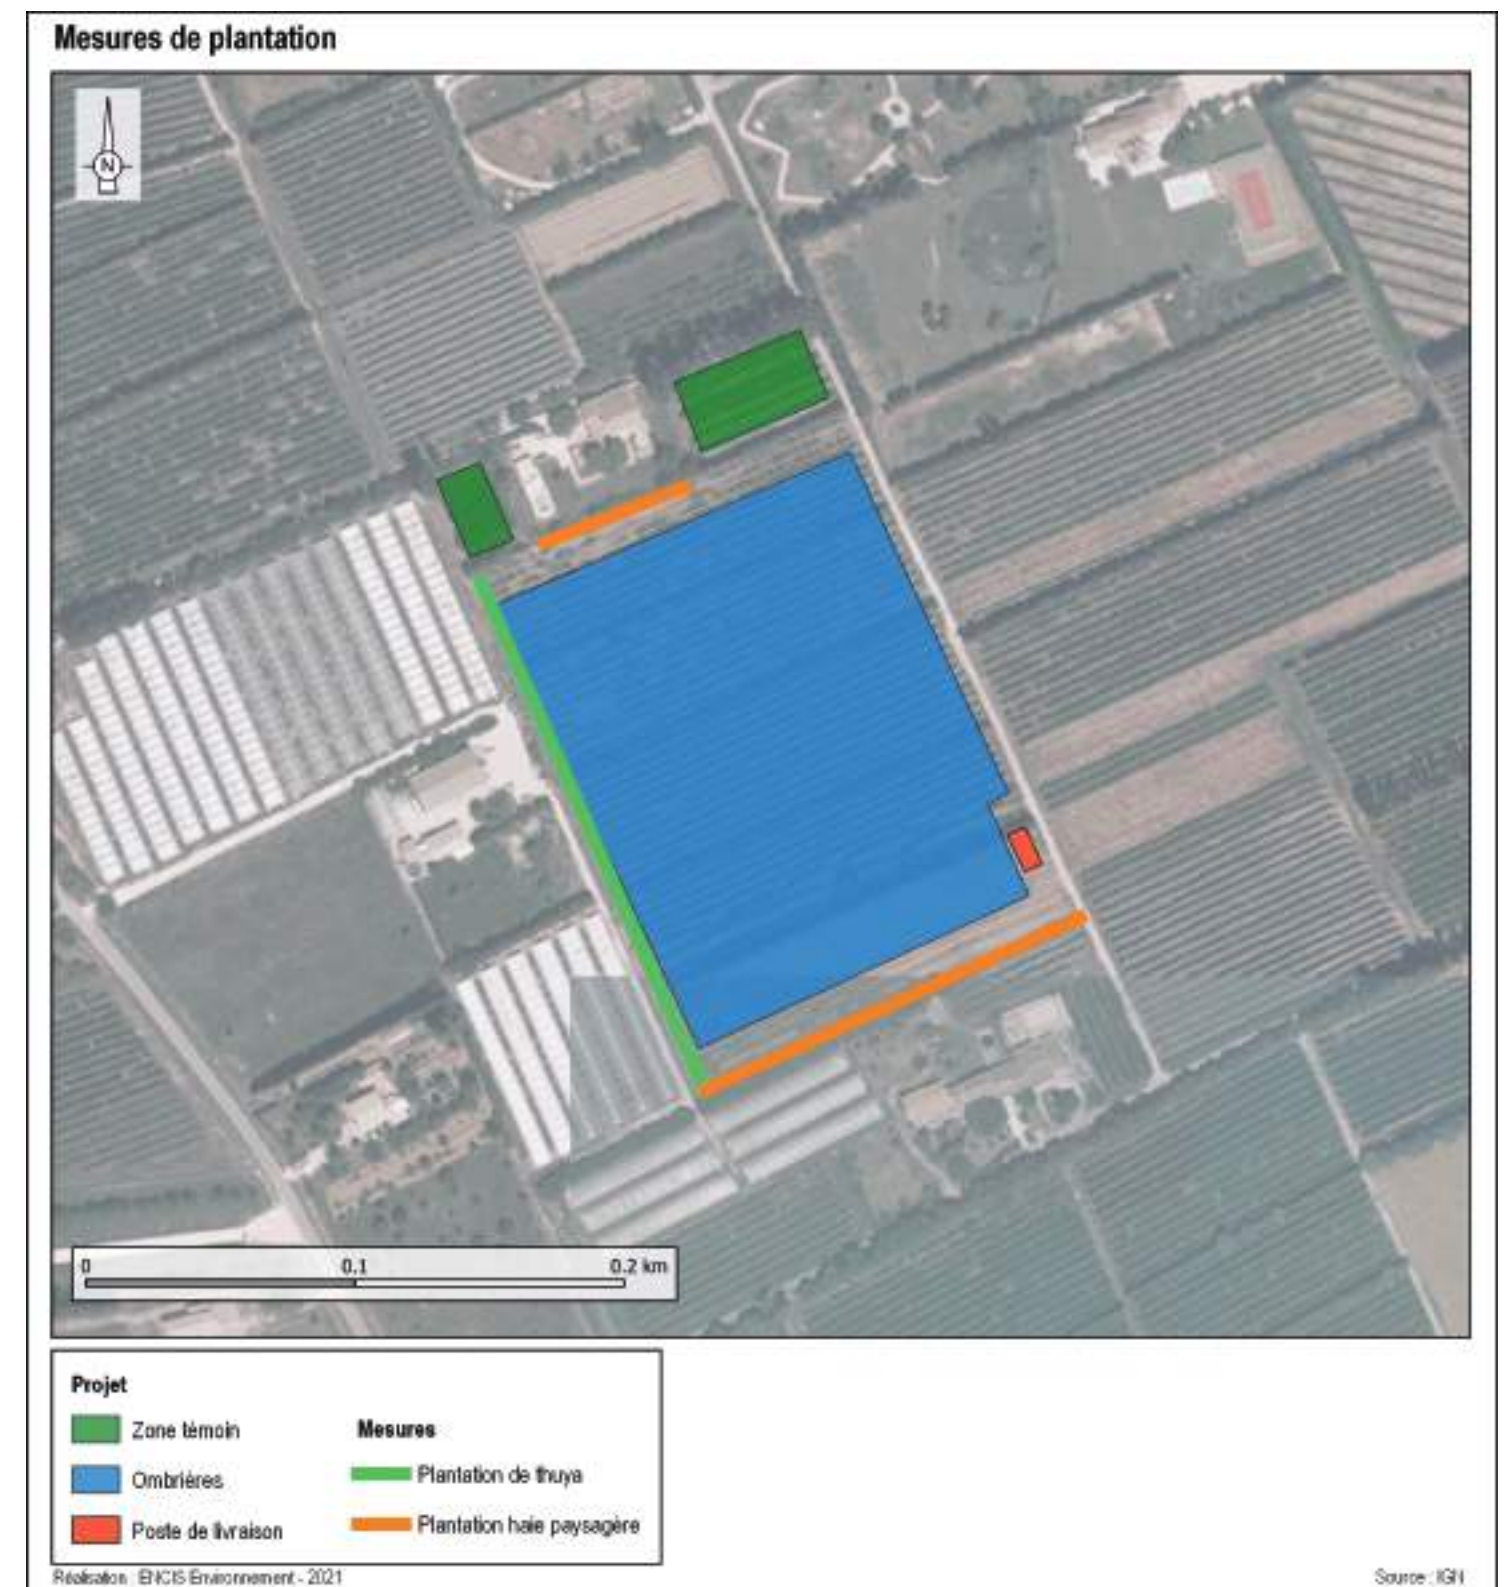 Mesures de plantation
N
0 0.1 0.2 km
Projet
Zone témoin
Ombrières
Poste de livraison
Mesures
Plantation de thuya
Plantation haie paysagère
Réalisation : ENCIS Environnement - 2021
Source : IGN